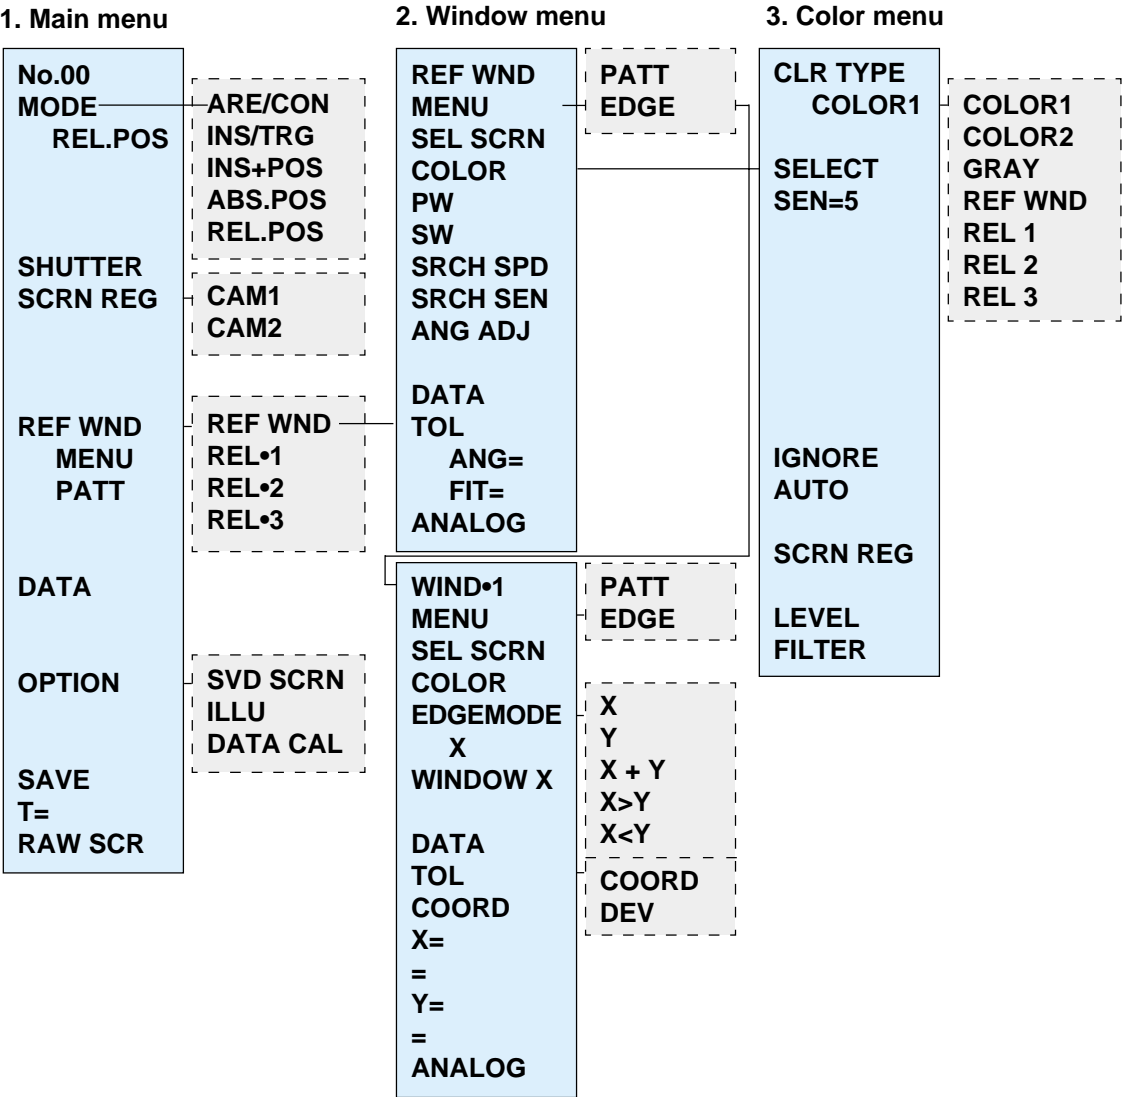 1. Main menu
No.00
MODE
REL.POS
SHUTTER
SCRN REG
REF WND
MENU
PATT
DATA
OPTION
SAVE
T=
RAW SCR
ARE/CON
INS/TRG
INS+POS
ABS.POS
REL.POS
CAM1
CAM2
REF WND
REL•1
REL•2
REL•3
SVD SCRN
ILLU
DATA CAL
2. Window menu
REF WND
MENU
SEL SCRN
COLOR
PW
SW
SRCH SPD
SRCH SEN
ANG ADJ
DATA
TOL
ANG=
FIT=
ANALOG
PATT
EDGE
WIND•1
MENU
SEL SCRN
COLOR
EDGEMODE
X
WINDOW X
DATA
TOL
COORD
X=
=
Y=
=
ANALOG
PATT
EDGE
X
Y
X + Y
X>Y
X<Y
COORD
DEV
3. Color menu
CLR TYPE
COLOR1
SELECT
SEN=5
IGNORE
AUTO
SCRN REG
LEVEL
FILTER
COLOR1
COLOR2
GRAY
REF WND
REL 1
REL 2
REL 3